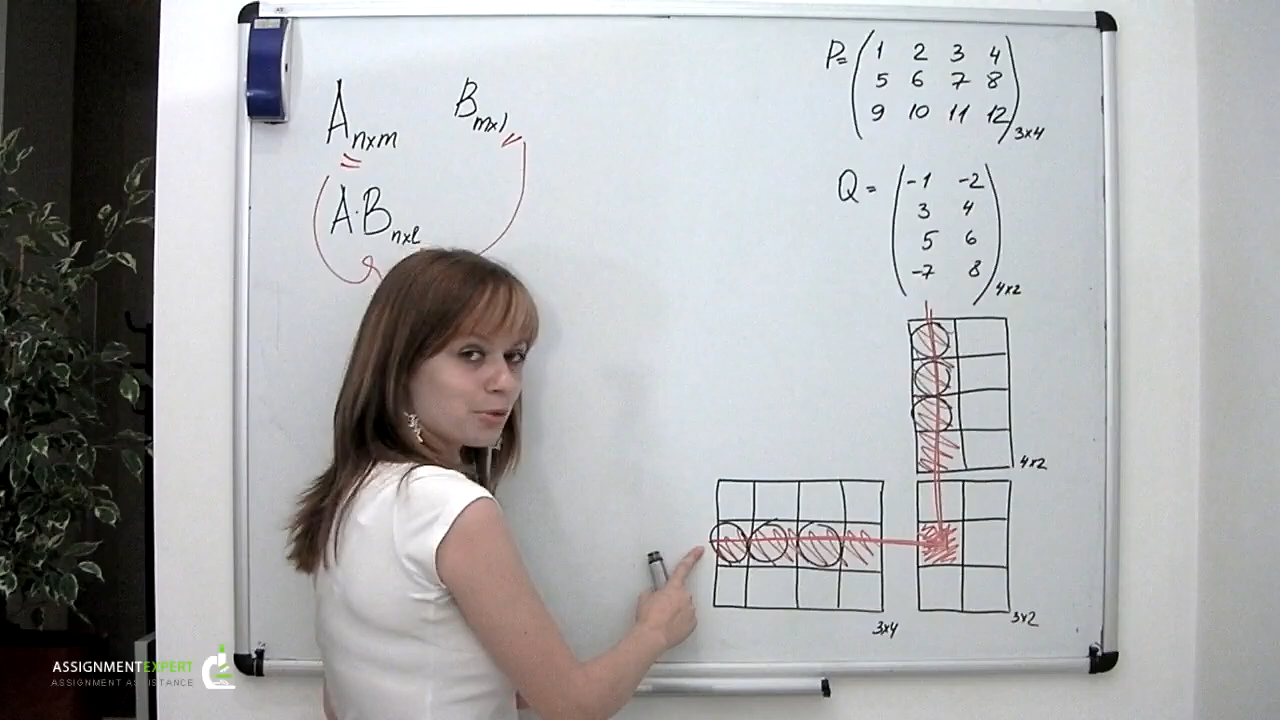 A n×m
B m×l
A·B n×l
P= ( 1 2 3 4
5 6 7 8
9 10 11 12 ) 3×4
Q = ( -1 -2
3 4
5 6
-7 8 ) 4×2
4×2
3×4
3×2
ASSIGNMENTEXPERT
ASSIGNMENT ASSISTANCE